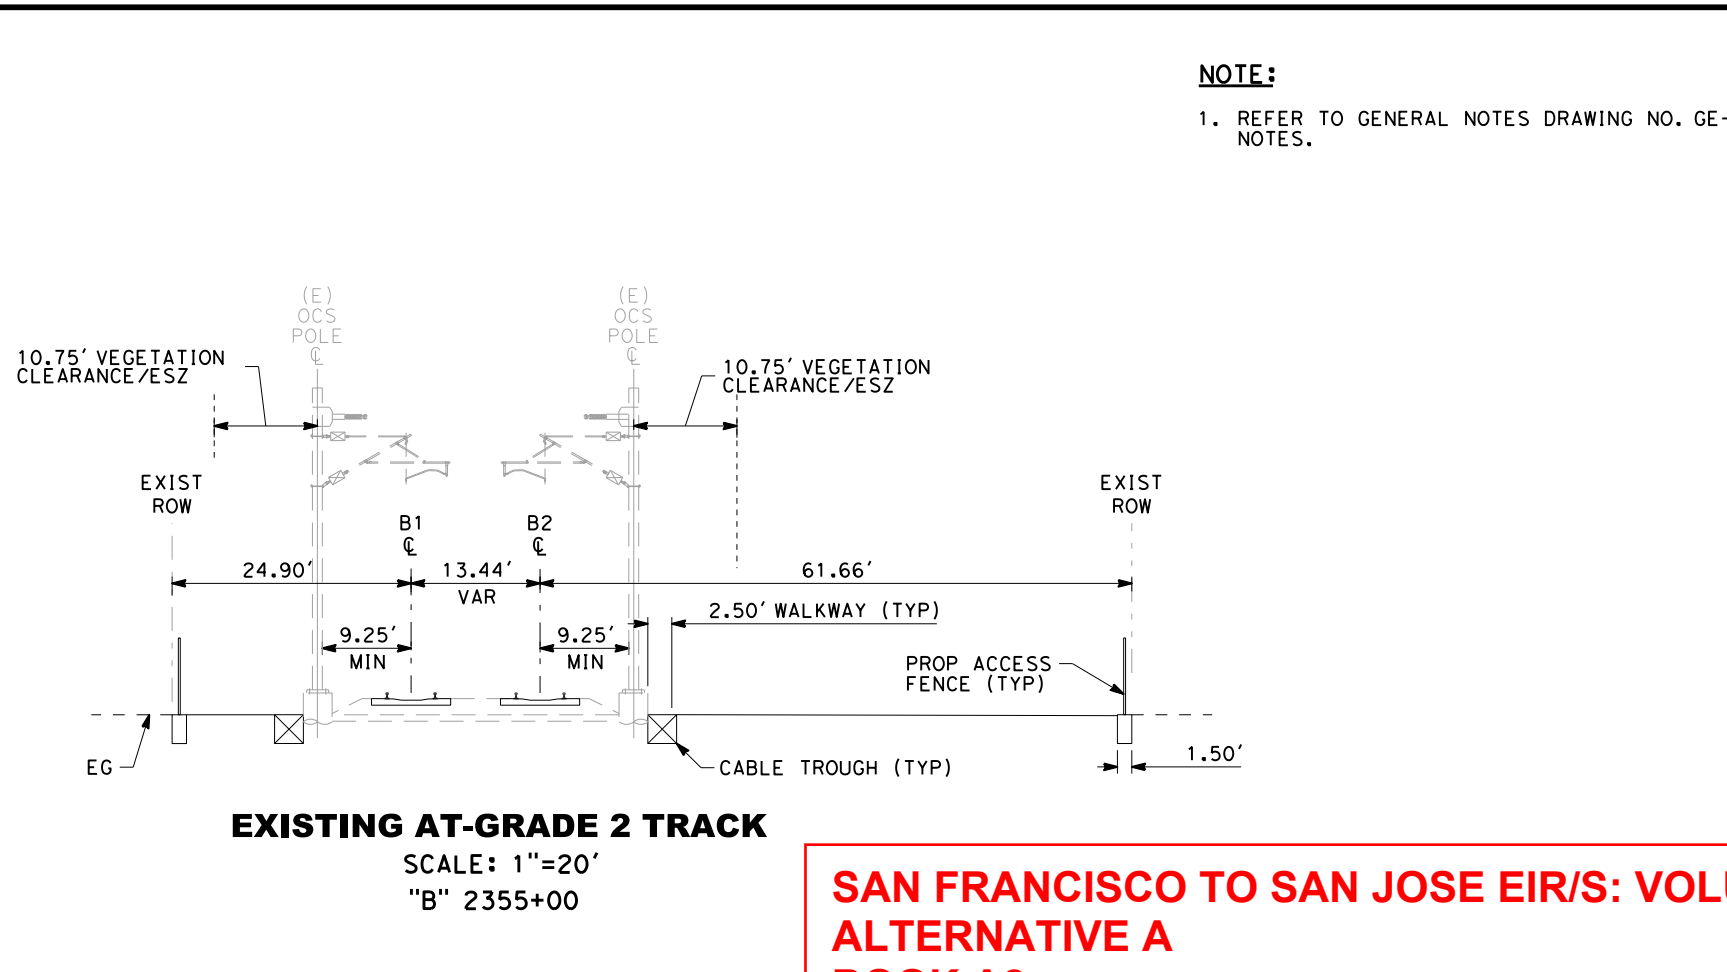 NOTE:
1. REFER TO GENERAL NOTES DRAWING NO. GE-
NOTES.
(E)
OCS
POLE
℄
(E)
OCS
POLE
℄
10.75' VEGETATION
CLEARANCE/ESZ
10.75' VEGETATION
CLEARANCE/ESZ
EXIST
ROW
EXIST
ROW
B1
℄
B2
℄
24.90'
13.44'
VAR
61.66'
2.50' WALKWAY (TYP)
9.25'
MIN
9.25'
MIN
PROP ACCESS
FENCE (TYP)
EG
CABLE TROUGH (TYP)
1.50'
EXISTING AT-GRADE 2 TRACK
SCALE: 1"=20'
"B" 2355+00
SAN FRANCISCO TO SAN JOSE EIR/S: VOLU
ALTERNATIVE A